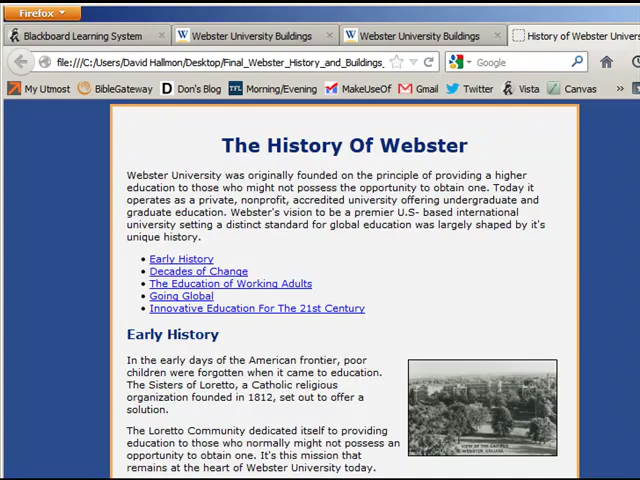 Firefox
Blackboard Learning System
Webster University Buildings
Webster University Buildings
History of Webster Univers
file:///C:/Users/David Hallmon/Desktop/Final_Webster_History_and_Buildings_
Google
My Utmost
BibleGateway
Don's Blog
Morning/Evening
MakeUseOf
Gmail
Twitter
Vista
Canvas
The History Of Webster
Webster University was originally founded on the principle of providing a higher
education to those who might not possess the opportunity to obtain one. Today it
operates as a private, nonprofit, accredited university offering undergraduate and
graduate education. Webster's vision to be a premier U.S- based international
university setting a distinct standard for global education was largely shaped by it's
unique history.
Early History
Decades of Change
The Education of Working Adults
Going Global
Innovative Education For The 21st Century
Early History
In the early days of the American frontier, poor
children were forgotten when it came to education.
The Sisters of Loretto, a Catholic religious
organization founded in 1812, set out to offer a
solution.
The Loretto Community dedicated itself to providing
education to those who normally might not possess an
opportunity to obtain one. It's this mission that
remains at the heart of Webster University today.
VIEW OF THE CAMPUS
WEBSTER COLLEGE